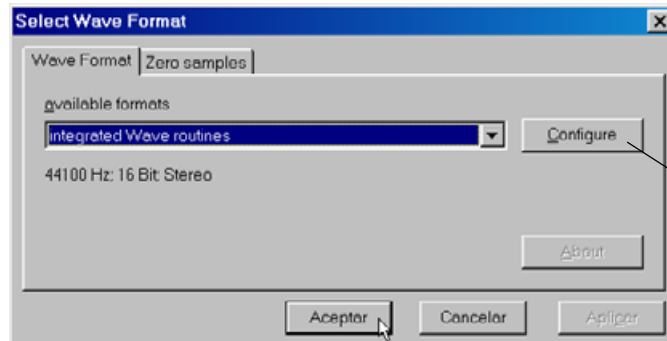 Select Wave Format
Wave Format Zero samples
available formats
integrated Wave routines Configure
44100 Hz: 16 Bit: Stereo
About
Aceptar Cancelar Aplicar